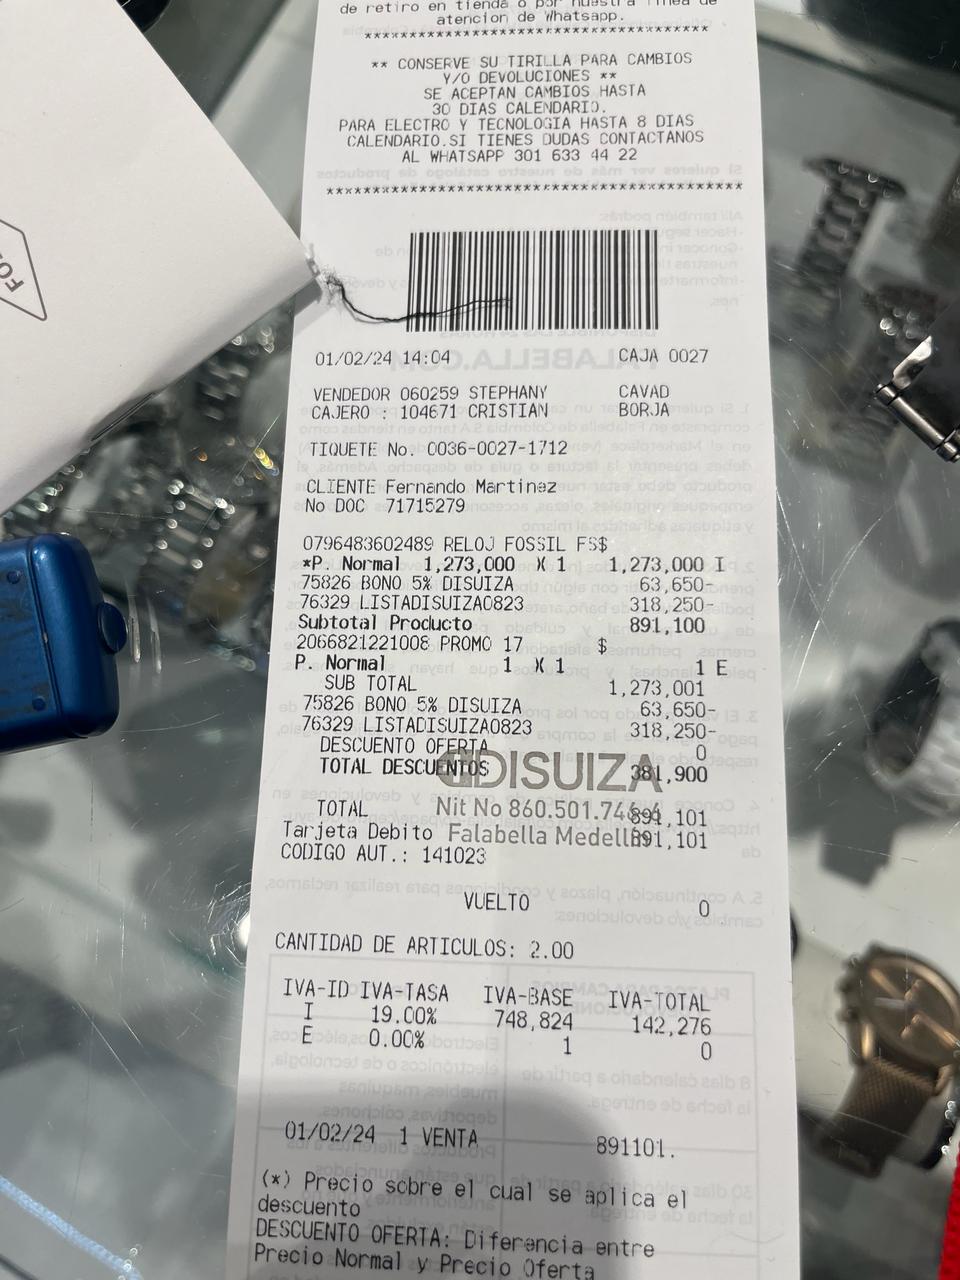 de retiro en tienda o por nuestra línea de
atencion de Whatsapp.
******************************************
** CONSERVE SU TIRILLA PARA CAMBIOS
Y/O DEVOLUCIONES **
SE ACEPTAN CAMBIOS HASTA
30 DIAS CALENDARIO.
PARA ELECTRO Y TECNOLOGIA HASTA 8 DIAS
CALENDARIO.SI TIENES DUDAS CONTACTANOS
AL WHATSAPP 301 633 44 22
******************************************
01/02/24 14:04 CAJA 0027
VENDEDOR 060259 STEPHANY CAVAD
CAJERO : 104671 CRISTIAN BORJA
TIQUETE No. 0036-0027-1712
CLIENTE Fernando Martinez
No DOC 71715279
0796483602489 RELOJ FOSSIL FS$
*P. Normal 1,273,000 X 1 1,273,000 I
75826 BONO 5% DISUIZA 63,650-
76329 LISTADISUIZA0823 318,250-
Subtotal Producto 891,100
2066821221008 PROMO 17 $
P. Normal 1 X 1 1 E
SUB TOTAL 1,273,001
75826 BONO 5% DISUIZA 63,650-
76329 LISTADISUIZA0823 318,250-
DESCUENTO OFERTA 0
TOTAL DESCUENTOS 381,900
DISUIZA
TOTAL 891,101
Nit No 860.501.74
Tarjeta Debito 891,101
Falabella Medellín
CODIGO AUT.: 141023
VUELTO 0
CANTIDAD DE ARTICULOS: 2.00
IVA-ID IVA-TASA IVA-BASE IVA-TOTAL
I 19.00% 748,824 142,276
E 0.00% 1 0
01/02/24 1 VENTA 891101.
(*) Precio sobre el cual se aplica el
descuento
DESCUENTO OFERTA: Diferencia entre
Precio Normal y Precio Oferta